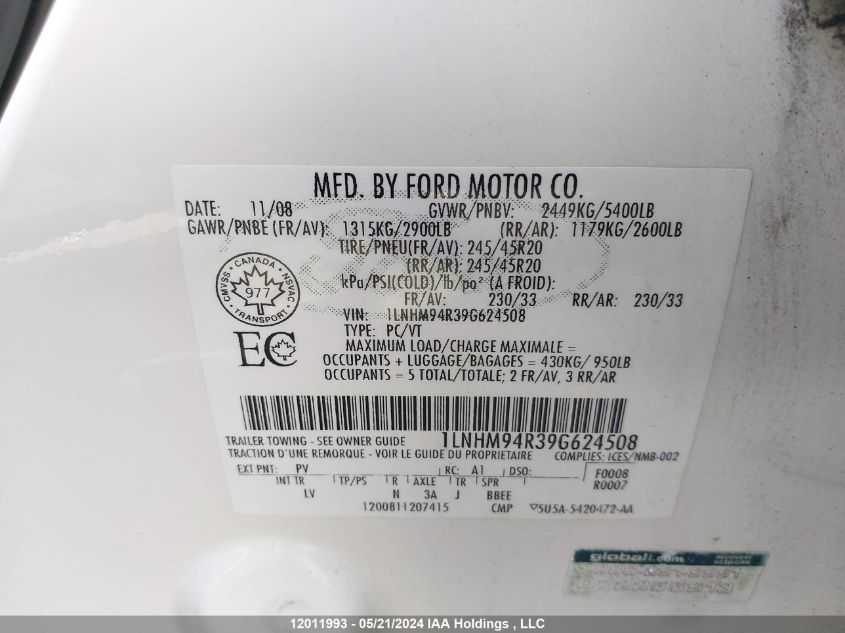 MFD. BY FORD MOTOR CO.
DATE: 11/08 GVWR/PNBV: 2449KG/5400LB
GAWR/PNBE (FR/AV): 1315KG/2900LB (RR/AR): 1179KG/2600LB
TIRE/PNEU(FR/AV): 245/45R20
(RR/AR): 245/45R20
kPa/PSI(COLD)/lb/po² (A FROID):
FR/AV: 230/33 RR/AR: 230/33
CANADA
CMVSS 977 NSVAC
TRANSPORT
VIN: 1LNHM94R39G624508
TYPE: PC/VT
EC
MAXIMUM LOAD/CHARGE MAXIMALE =
OCCUPANTS + LUGGAGE/BAGAGES = 430KG/ 950LB
OCCUPANTS = 5 TOTAL/TOTALE; 2 FR/AV, 3 RR/AR
TRAILER TOWING - SEE OWNER GUIDE 1LNHM94R39G624508
TRACTION D'UNE REMORQUE - VOIR LE GUIDE DU PROPRIETAIRE COMPLIES: ICES/NMB-002
EXT PNT: PV RC: A1 DSO: F0008
INT TR TP/PS R AXLE TR SPR R0007
LV N 3A J BBEE
1200811207415 CMP 5U5A-5420472-AA
globali.com RECOVERY NETWORK
12011993 - 05/21/2024 IAA Holdings , LLC